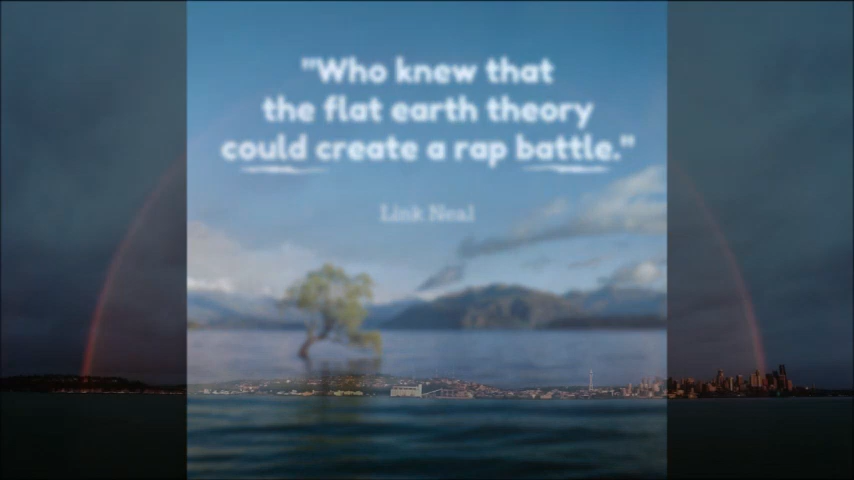 "Who knew that
the flat earth theory
could create a rap battle."
Link Neal